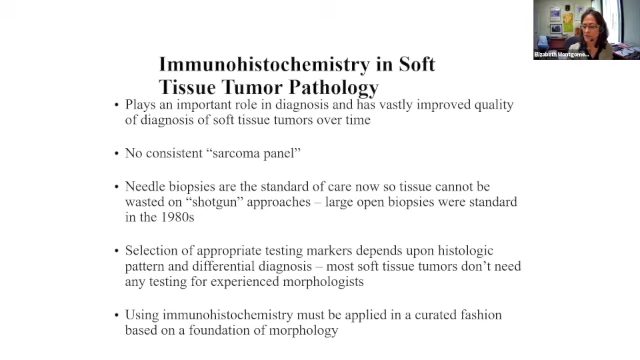 Immunohistochemistry in Soft
Tissue Tumor Pathology
• Plays an important role in diagnosis and has vastly improved quality
of diagnosis of soft tissue tumors over time
• No consistent “sarcoma panel”
• Needle biopsies are the standard of care now so tissue cannot be
wasted on “shotgun” approaches – large open biopsies were standard
in the 1980s
• Selection of appropriate testing markers depends upon histologic
pattern and differential diagnosis – most soft tissue tumors don’t need
any testing for experienced morphologists
• Using immunohistochemistry must be applied in a curated fashion
based on a foundation of morphology
Elizabeth Montgome...